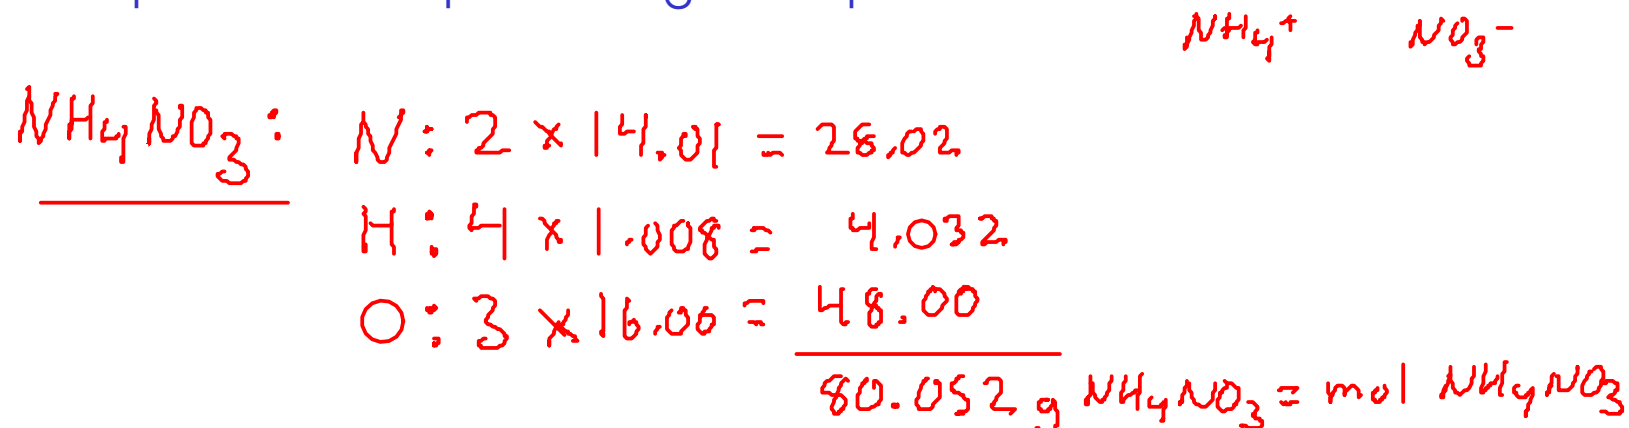 NH₄⁺ NO₃⁻
NH₄NO₃: N: 2 × 14.01 = 28.02
H: 4 × 1.008 = 4.032
O: 3 × 16.00 = 48.00
80.052 g NH₄NO₃ = mol NH₄NO₃